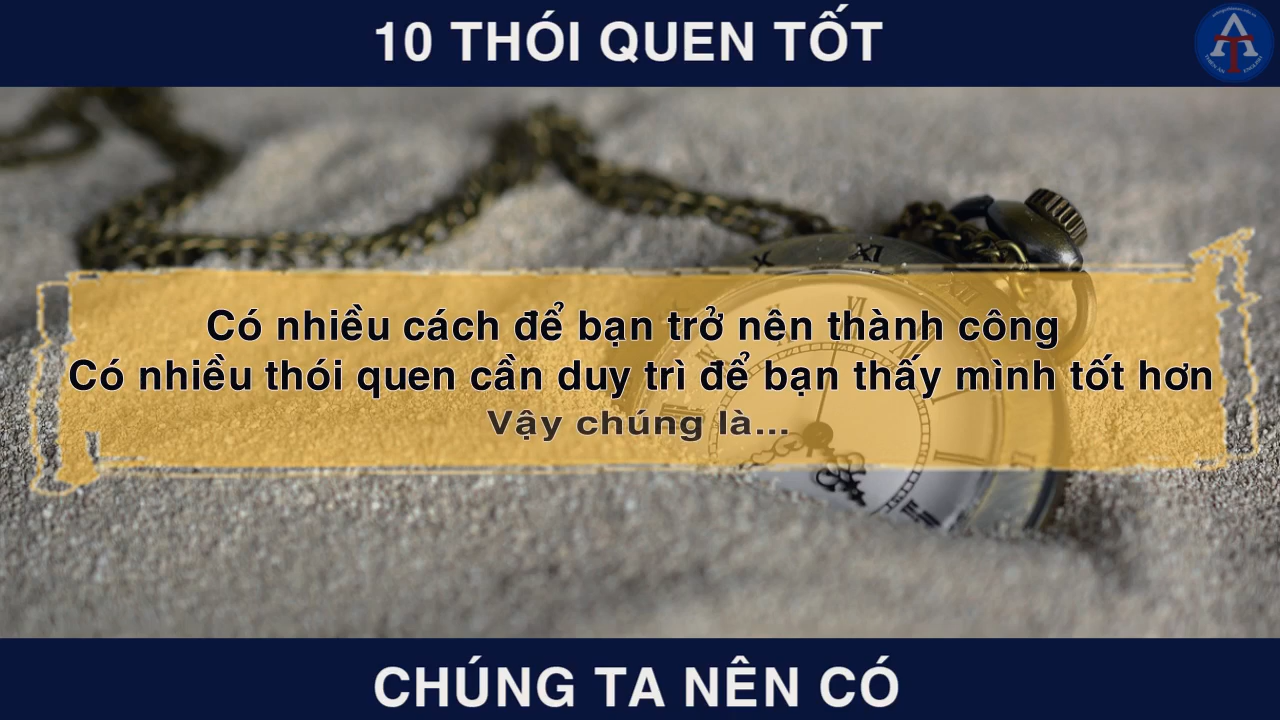 10 THÓI QUEN TỐT
Có nhiều cách để bạn trở nên thành công
Có nhiều thói quen cần duy trì để bạn thấy mình tốt hơn
Vậy chúng là...
CHÚNG TA NÊN CÓ